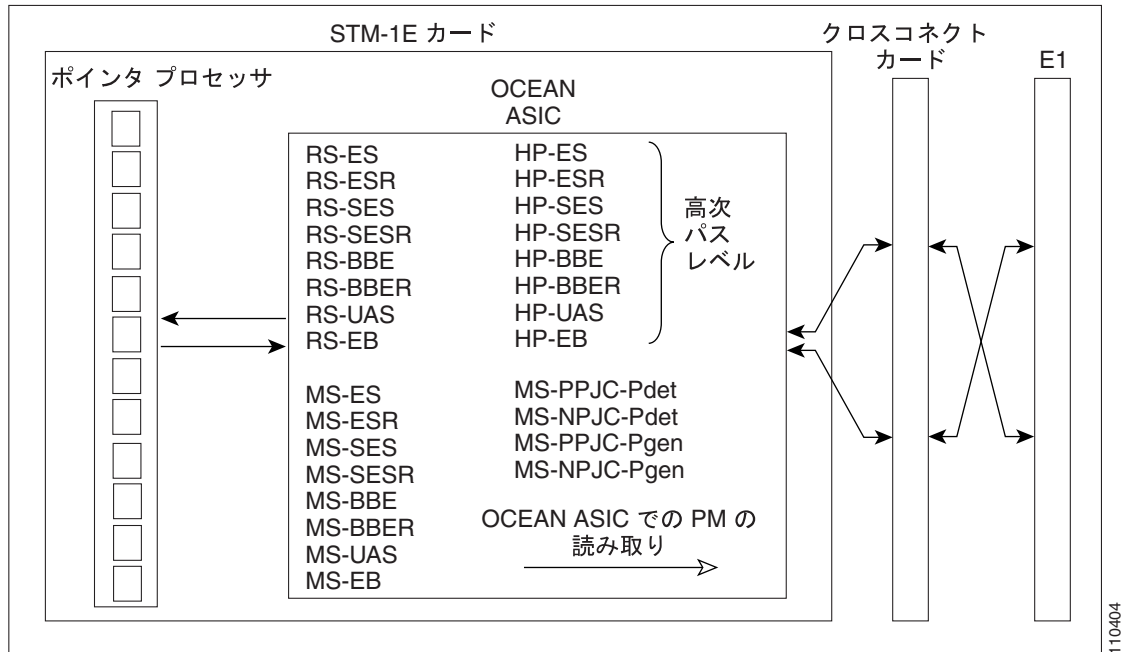 STM-1E カード
クロスコネクト
カード
E1
ポインタ プロセッサ
OCEAN
ASIC
RS-ES
RS-ESR
RS-SES
RS-SESR
RS-BBE
RS-BBER
RS-UAS
RS-EB
HP-ES
HP-ESR
HP-SES
HP-SESR
HP-BBE
HP-BBER
HP-UAS
HP-EB
高次
パス
レベル
MS-ES
MS-ESR
MS-SES
MS-SESR
MS-BBE
MS-BBER
MS-UAS
MS-EB
MS-PPJC-Pdet
MS-NPJC-Pdet
MS-PPJC-Pgen
MS-NPJC-Pgen
OCEAN ASIC での PM の
読み取り
110404